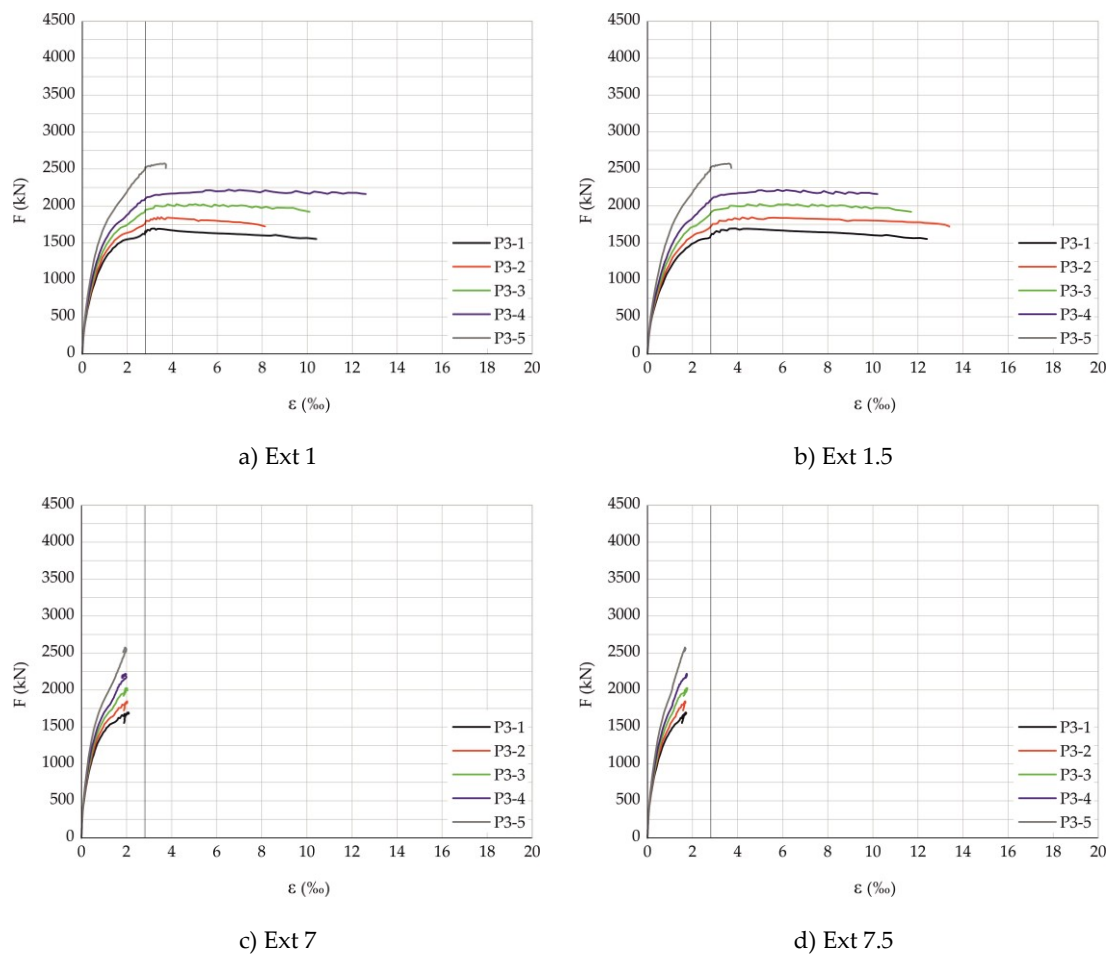 4500
4000
3500
3000
2500
2000
1500
1000
500
0
F (kN)
0 2 4 6 8 10 12 14 16 18 20
ε (‰)
P3-1
P3-2
P3-3
P3-4
P3-5
a) Ext 1
4500
4000
3500
3000
2500
2000
1500
1000
500
0
F (kN)
0 2 4 6 8 10 12 14 16 18 20
ε (‰)
P3-1
P3-2
P3-3
P3-4
P3-5
b) Ext 1.5
4500
4000
3500
3000
2500
2000
1500
1000
500
0
F (kN)
0 2 4 6 8 10 12 14 16 18 20
ε (‰)
P3-1
P3-2
P3-3
P3-4
P3-5
c) Ext 7
4500
4000
3500
3000
2500
2000
1500
1000
500
0
F (kN)
0 2 4 6 8 10 12 14 16 18 20
ε (‰)
P3-1
P3-2
P3-3
P3-4
P3-5
d) Ext 7.5